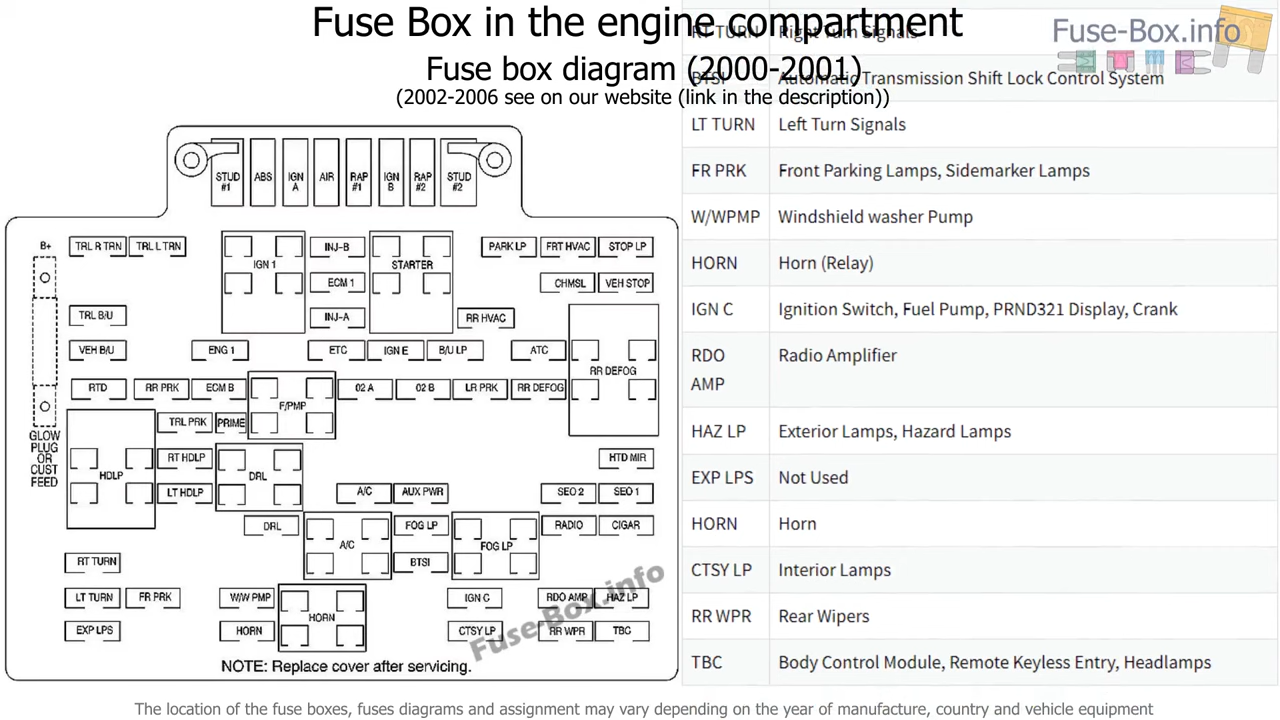 Fuse Box in the engine compartment
Fuse box diagram (2000-2001)
(2002-2006 see on our website (link in the description))
Fuse-Box.info
STUD #1 ABS IGN A AIR RAP #1 IGN B RAP #2 STUD #2
B+ TRL R TRN TRL L TRN IGN 1 INJ-B STARTER PARK LP FRT HVAC STOP LP
ECM 1 CHMSL VEH STOP
TRL B/U INJ-A RR HVAC
VEH B/U ENG 1 ETC IGN E B/U LP ATC RR DEFOG
RTD RR PRK ECM B F/PMP 02 A 02 B LR PRK RR DEFOG
TRL PRK PRIME
GLOW PLUG OR CUST FEED
HDLP RT HDLP DRL HTD MIR
LT HDLP A/C AUX PWR SEO 2 SEO 1
DRL A/C FOG LP FOG LP RADIO CIGAR
RT TURN BTSI
LT TURN FR PRK W/W PMP HORN IGN C RDO AMP HAZ LP
EXP LPS HORN CTSY LP RR WPR TBC
Fuse-Box.info
NOTE: Replace cover after servicing.
RT TURN Right Turn Signals
BTSI Automatic Transmission Shift Lock Control System
LT TURN Left Turn Signals
FR PRK Front Parking Lamps, Sidemarker Lamps
W/WPMP Windshield washer Pump
HORN Horn (Relay)
IGN C Ignition Switch, Fuel Pump, PRND321 Display, Crank
RDO AMP Radio Amplifier
HAZ LP Exterior Lamps, Hazard Lamps
EXP LPS Not Used
HORN Horn
CTSY LP Interior Lamps
RR WPR Rear Wipers
TBC Body Control Module, Remote Keyless Entry, Headlamps
The location of the fuse boxes, fuses diagrams and assignment may vary depending on the year of manufacture, country and vehicle equipment